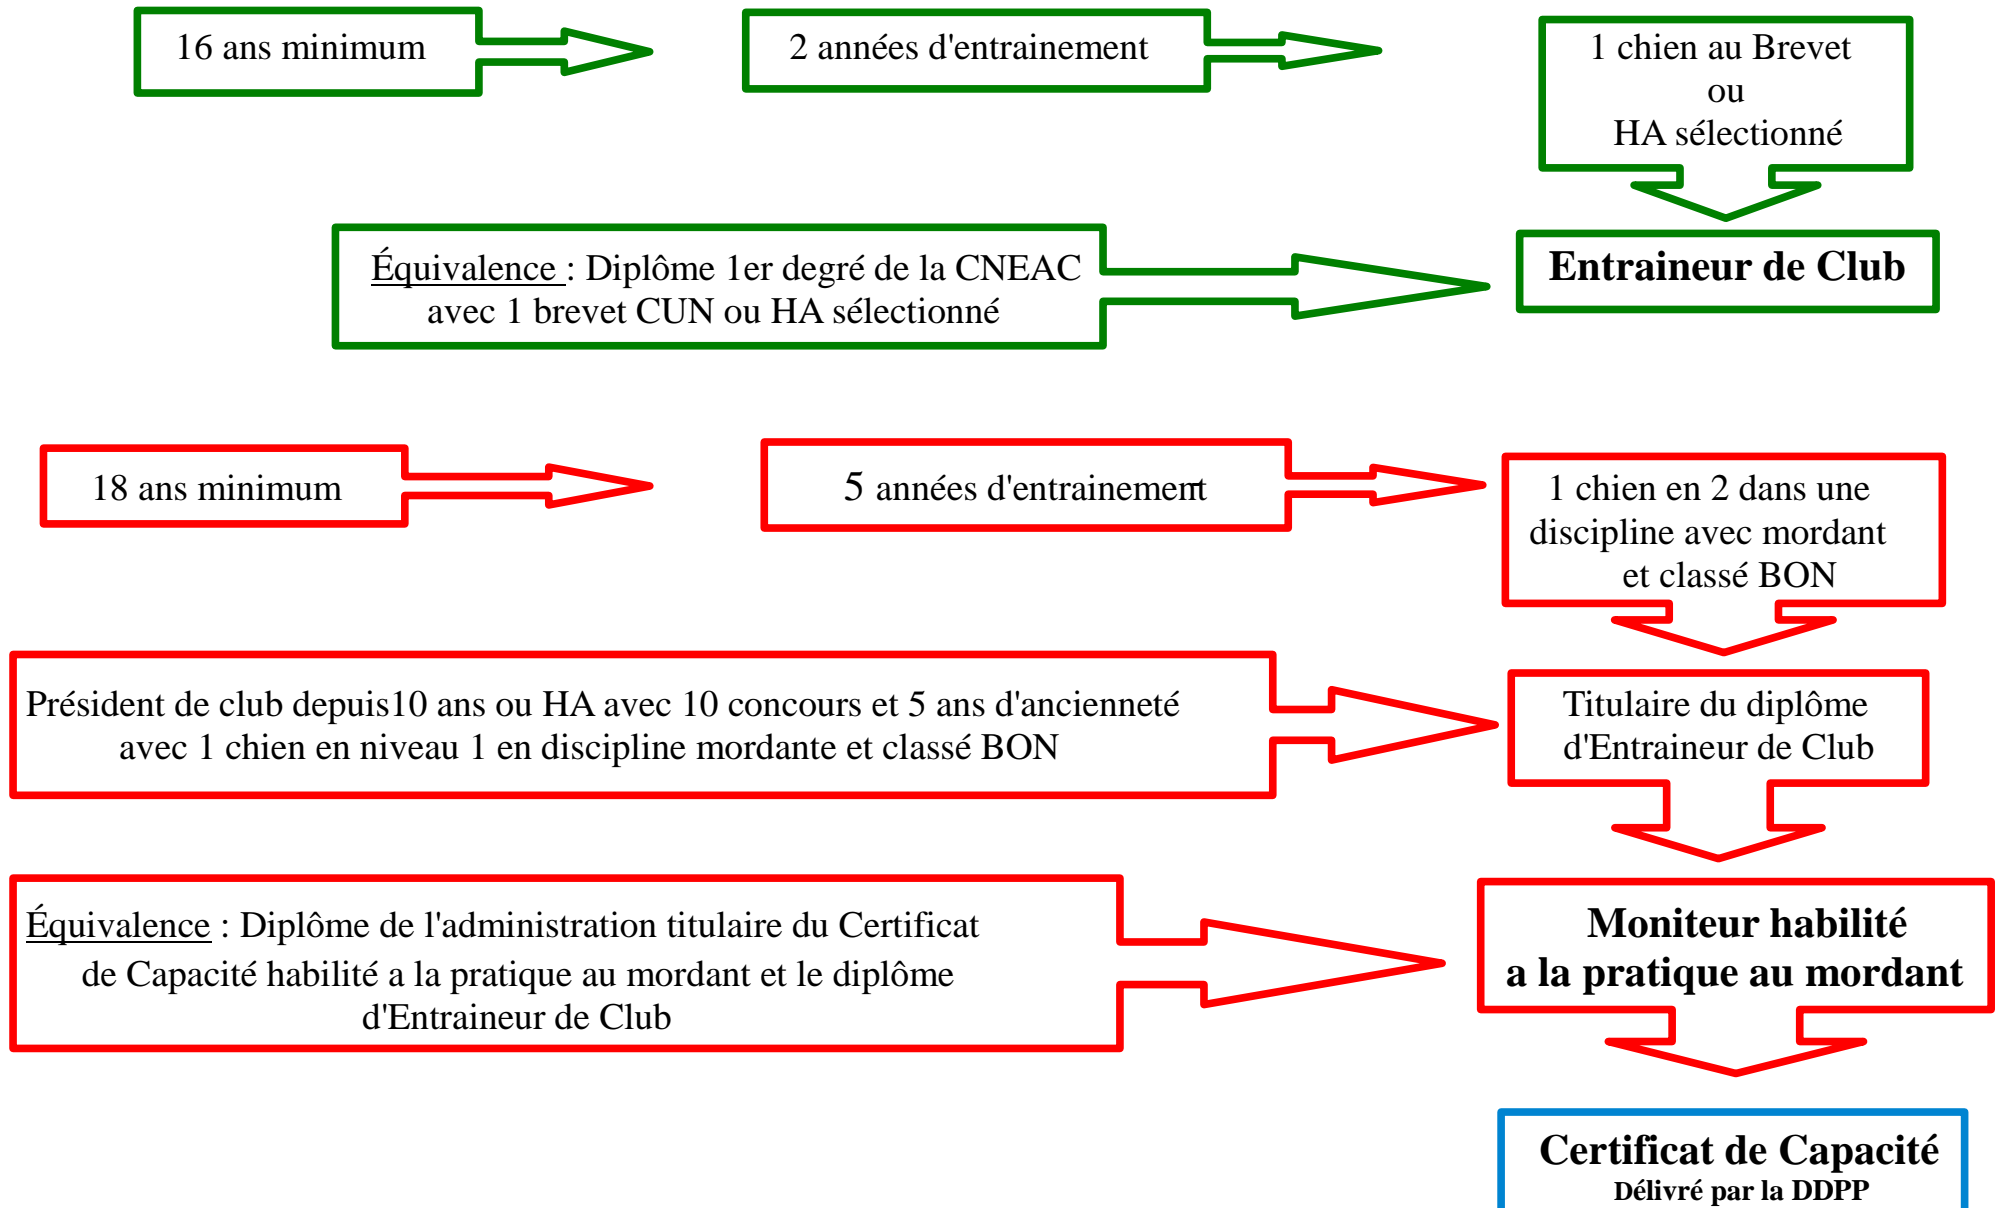 16 ans minimum
2 années d'entrainement
1 chien au Brevet
ou
HA sélectionné
Équivalence : Diplôme 1er degré de la CNEAC
avec 1 brevet CUN ou HA sélectionné
Entraineur de Club
18 ans minimum
5 années d'entrainement
1 chien en 2 dans une
discipline avec mordant
et classé BON
Président de club depuis10 ans ou HA avec 10 concours et 5 ans d'ancienneté
avec 1 chien en niveau 1 en discipline mordante et classé BON
Titulaire du diplôme
d'Entraineur de Club
Équivalence : Diplôme de l'administration titulaire du Certificat
de Capacité habilité a la pratique au mordant et le diplôme
d'Entraineur de Club
Moniteur habilité
a la pratique au mordant
Certificat de Capacité
Délivré par la DDPP